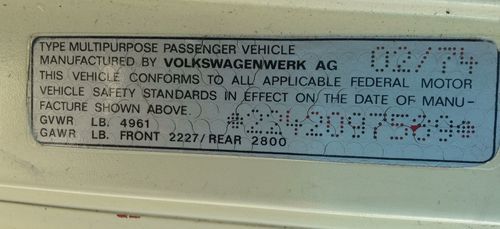 TYPE MULTIPURPOSE PASSENGER VEHICLE
MANUFACTURED BY VOLKSWAGENWERK AG 02/74
THIS VEHICLE CONFORMS TO ALL APPLICABLE FEDERAL MOTOR
VEHICLE SAFETY STANDARDS IN EFFECT ON THE DATE OF MANU-
FACTURE SHOWN ABOVE.
GVWR LB. 4961
GAWR LB. FRONT 2227/REAR 2800